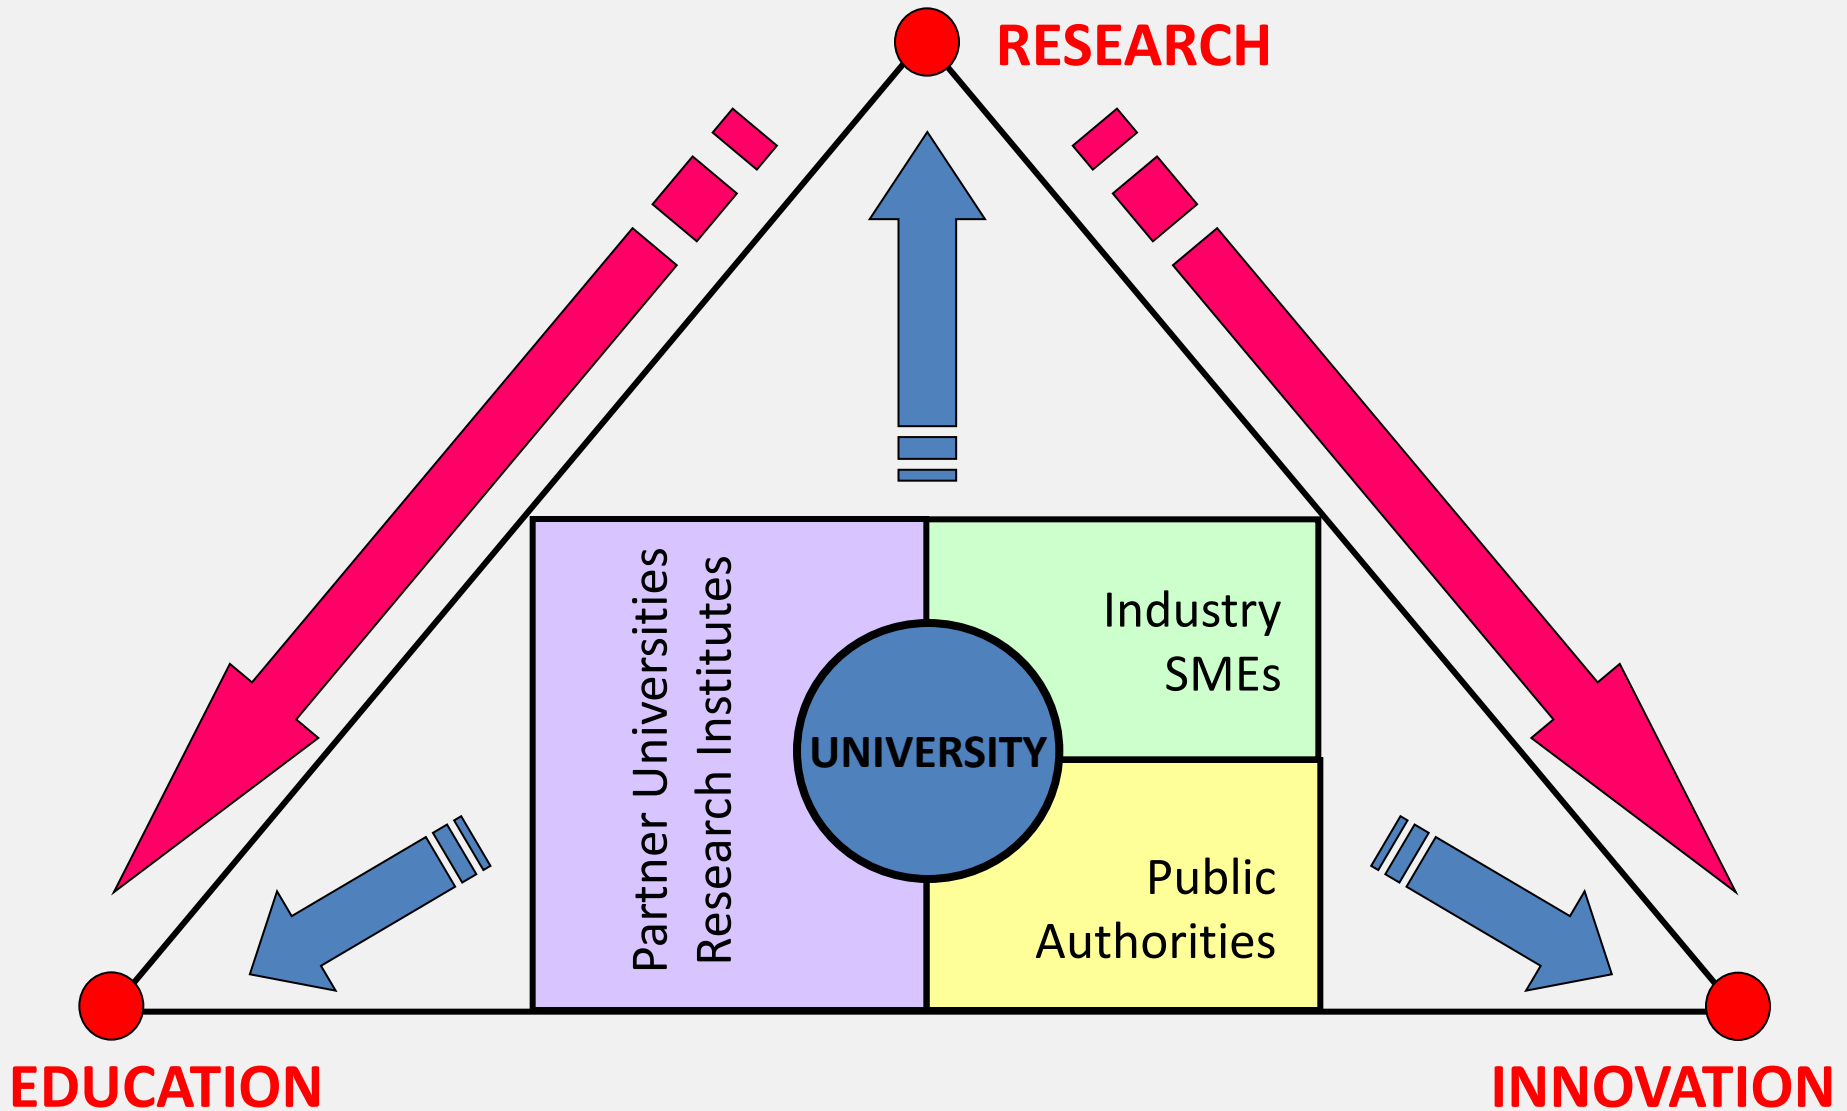 RESEARCH
Partner Universities
Research Institutes
Industry
SMEs
UNIVERSITY
Public
Authorities
EDUCATION
INNOVATION